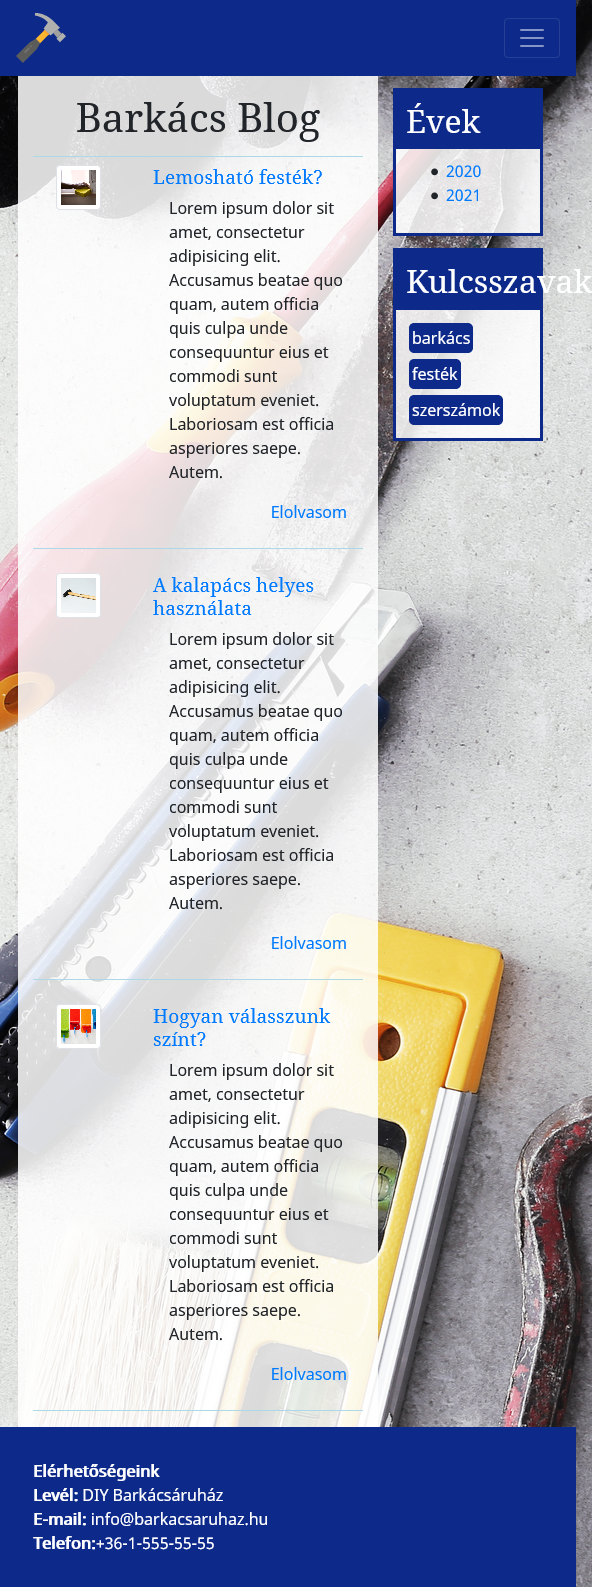 Barkács Blog
Lemosható festék?
Lorem ipsum dolor sit
amet, consectetur
adipisicing elit.
Accusamus beatae quo
quam, autem officia
quis culpa unde
consequuntur eius et
commodi sunt
voluptatum eveniet.
Laboriosam est officia
asperiores saepe.
Autem.
Elolvasom
A kalapács helyes
használata
Lorem ipsum dolor sit
amet, consectetur
adipisicing elit.
Accusamus beatae quo
quam, autem officia
quis culpa unde
consequuntur eius et
commodi sunt
voluptatum eveniet.
Laboriosam est officia
asperiores saepe.
Autem.
Elolvasom
Hogyan válasszunk
színt?
Lorem ipsum dolor sit
amet, consectetur
adipisicing elit.
Accusamus beatae quo
quam, autem officia
quis culpa unde
consequuntur eius et
commodi sunt
voluptatum eveniet.
Laboriosam est officia
asperiores saepe.
Autem.
Elolvasom
Évek
2020
2021
Kulcsszavak
barkács
festék
szerszámok
Elérhetőségeink
Levél: DIY Barkácsáruház
E-mail: info@barkacsaruhaz.hu
Telefon:+36-1-555-55-55